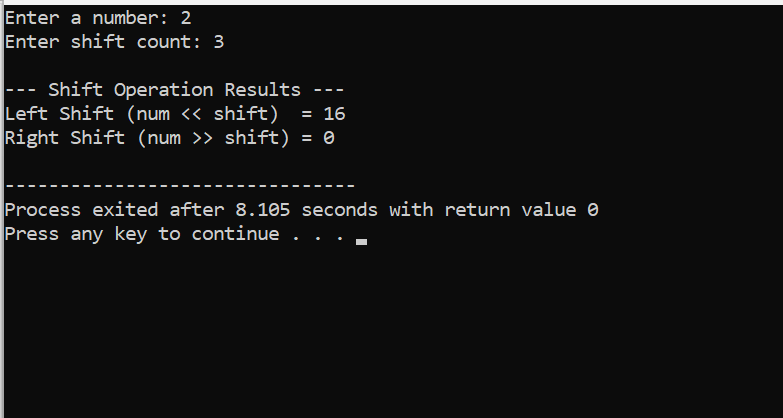 Enter a number: 2
Enter shift count: 3
--- Shift Operation Results ---
Left Shift (num << shift)  = 16
Right Shift (num >> shift) = 0
--------------------------------
Process exited after 8.105 seconds with return value 0
Press any key to continue . . .